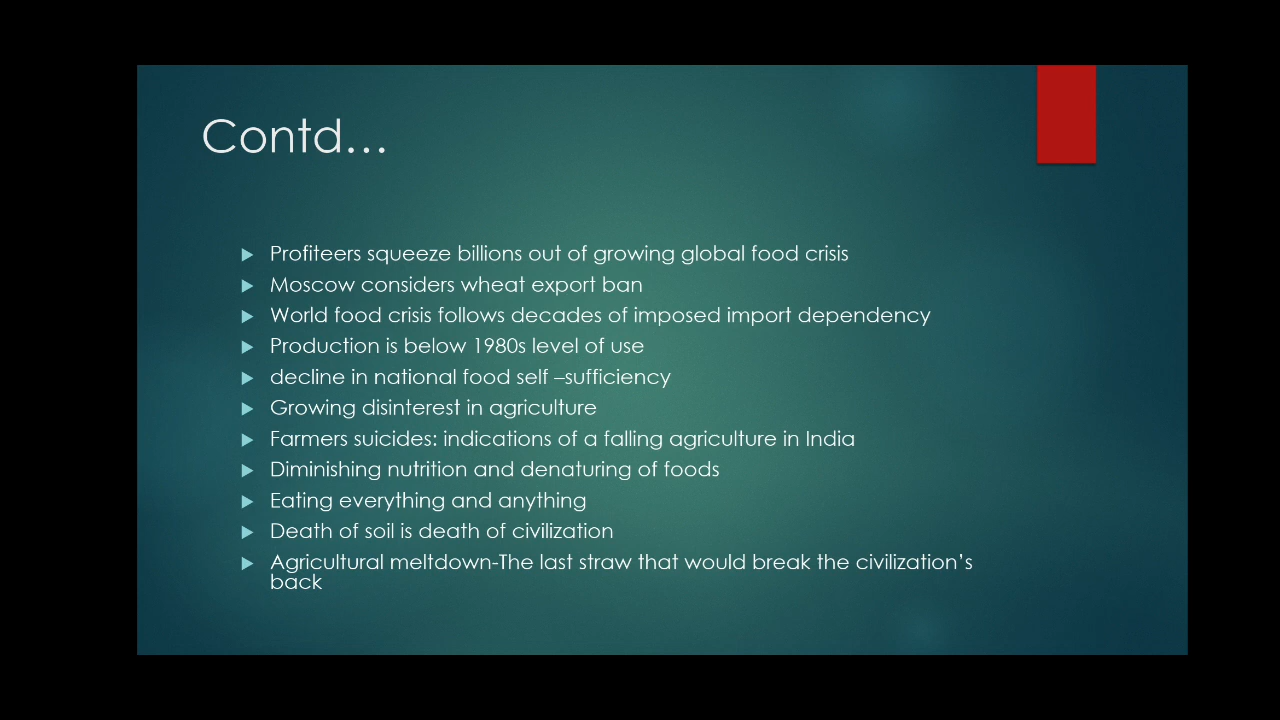 Contd...
Profiteers squeeze billions out of growing global food crisis
Moscow considers wheat export ban
World food crisis follows decades of imposed import dependency
Production is below 1980s level of use
decline in national food self –sufficiency
Growing disinterest in agriculture
Farmers suicides: indications of a falling agriculture in India
Diminishing nutrition and denaturing of foods
Eating everything and anything
Death of soil is death of civilization
Agricultural meltdown-The last straw that would break the civilization’s
back